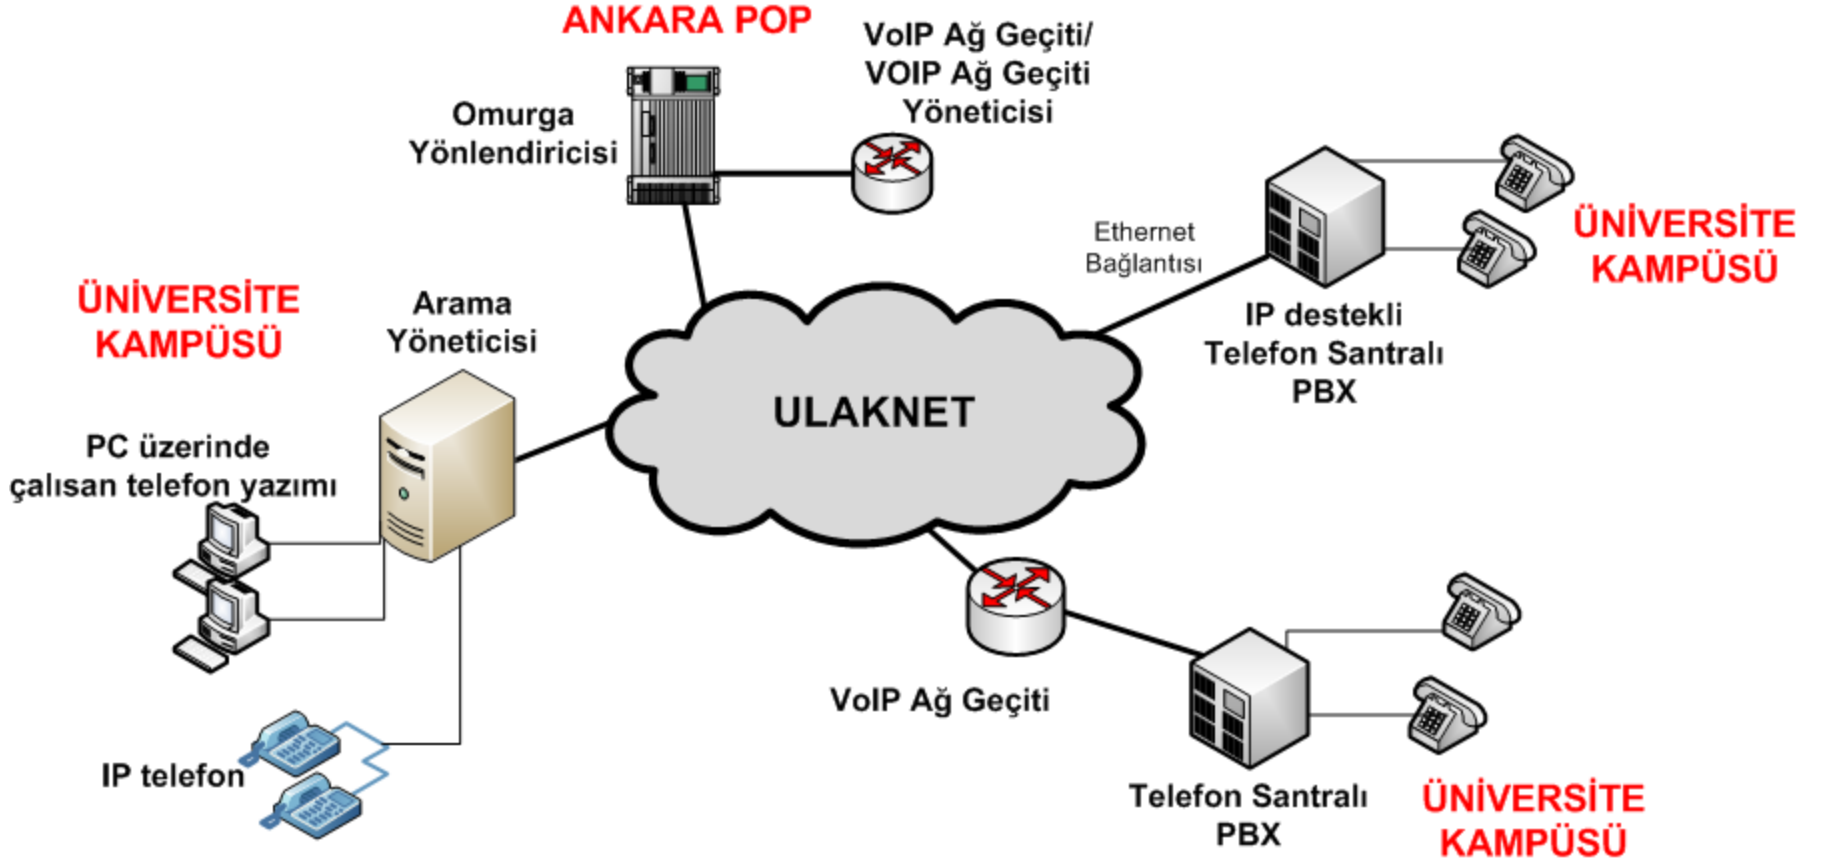 ANKARA POP
VoIP Ağ Geçiti/
VOIP Ağ Geçiti
Yöneticisi
Omurga
Yönlendiricisi
Ethernet
Bağlantısı
ÜNİVERSİTE
KAMPÜSÜ
IP destekli
Telefon Santralı
PBX
ÜNİVERSİTE
KAMPÜSÜ
Arama
Yöneticisi
ULAKNET
PC üzerinde
çalısan telefon yazımı
IP telefon
VoIP Ağ Geçiti
Telefon Santralı
PBX
ÜNİVERSİTE
KAMPÜSÜ